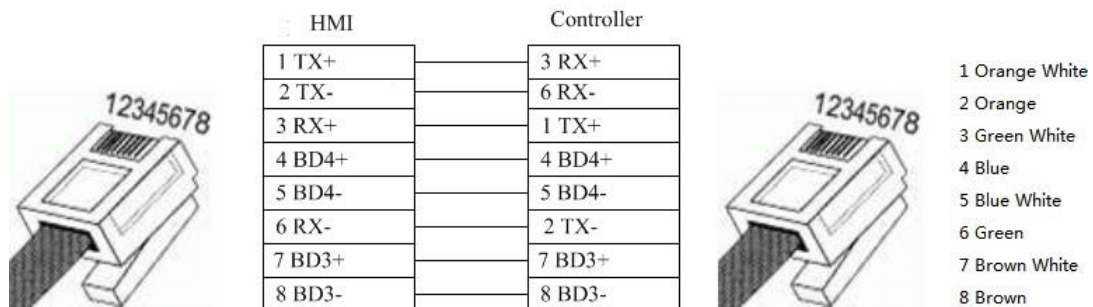 HMI Controller
1 TX+ 3 RX+
2 TX- 6 RX-
3 RX+ 1 TX+
4 BD4+ 4 BD4+
5 BD4- 5 BD4-
6 RX- 2 TX-
7 BD3+ 7 BD3+
8 BD3- 8 BD3-
12345678
12345678
1 Orange White
2 Orange
3 Green White
4 Blue
5 Blue White
6 Green
7 Brown White
8 Brown